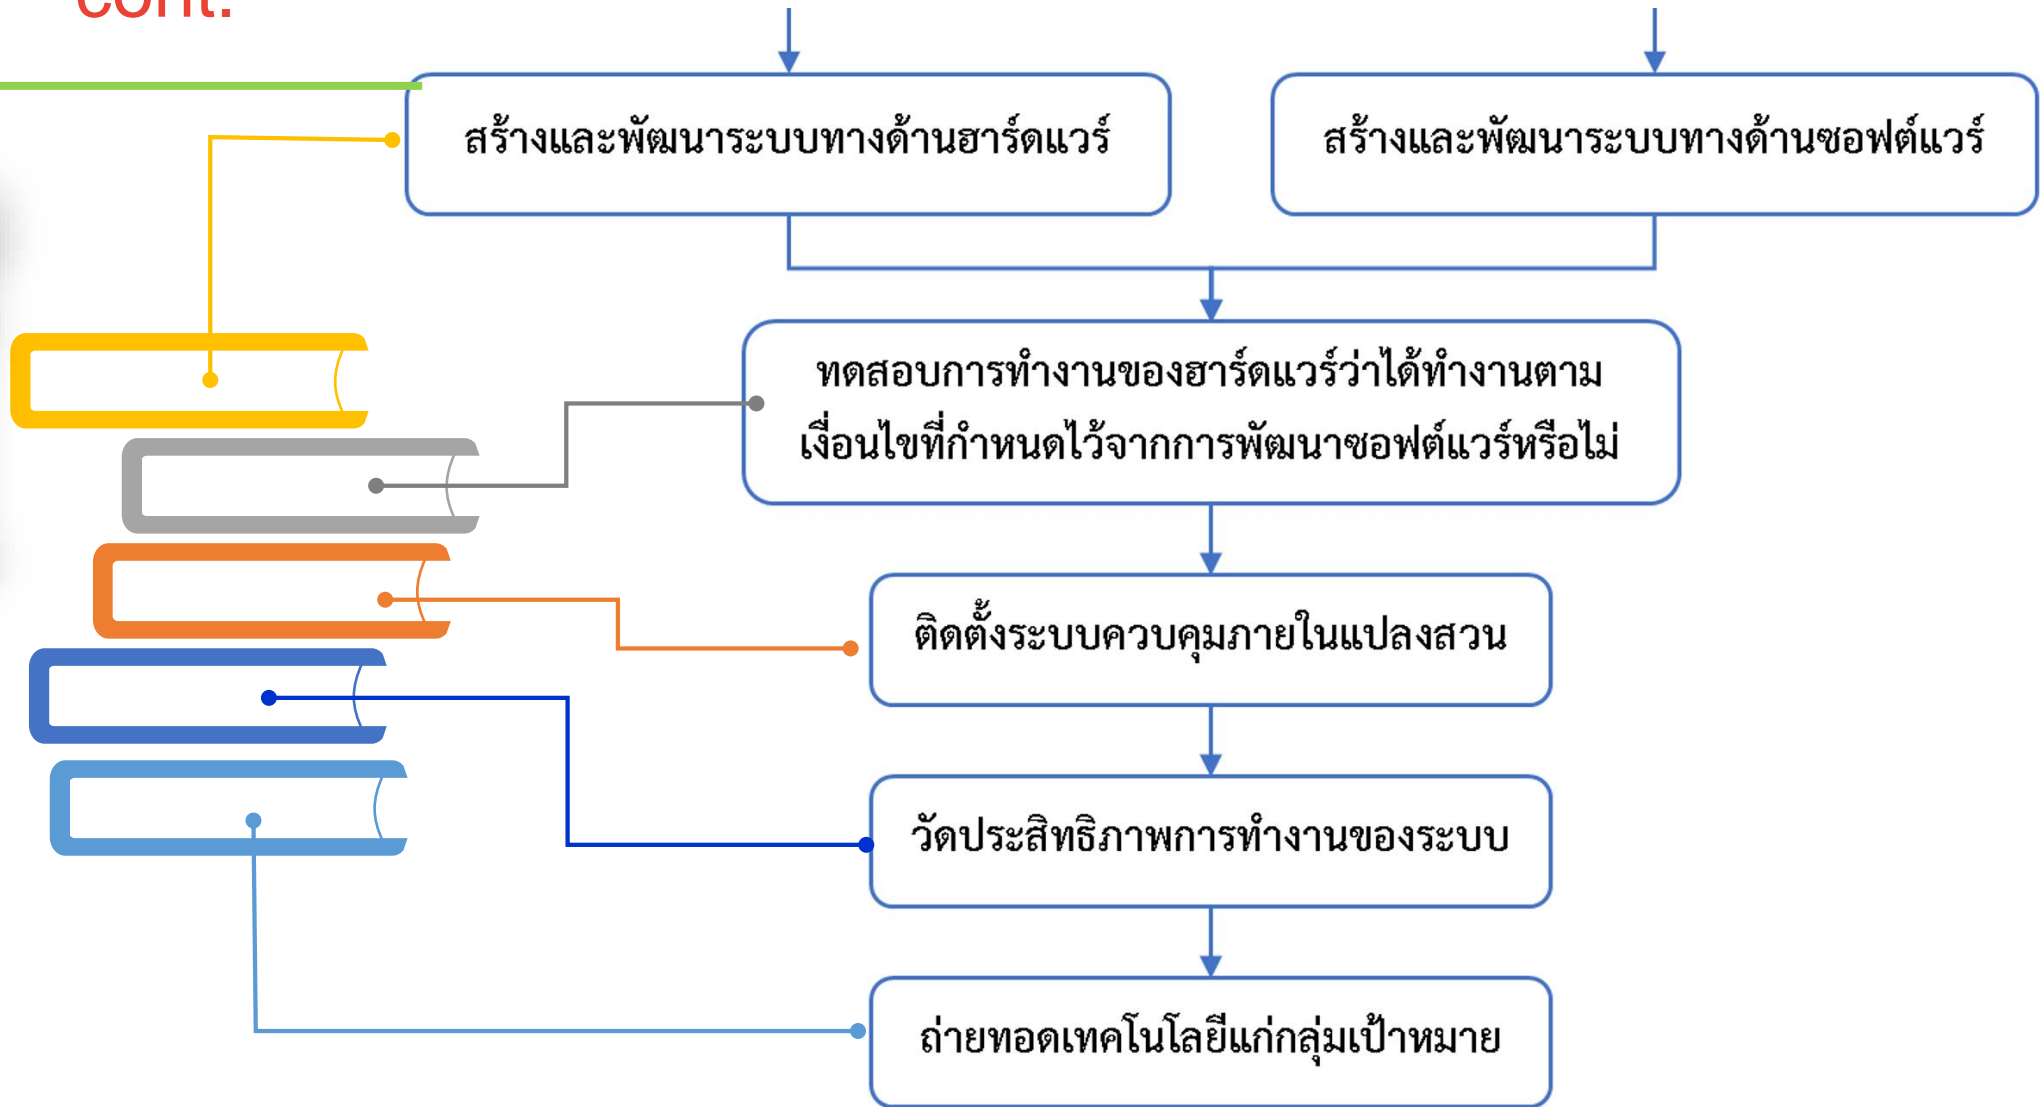 cont.
สร้างและพัฒนาระบบทางด้านฮาร์ดแวร์
สร้างและพัฒนาระบบทางด้านซอฟต์แวร์
ทดสอบการทำงานของฮาร์ดแวร์ว่าได้ทำงานตาม
เงื่อนไขที่กำหนดไว้จากการพัฒนาซอฟต์แวร์หรือไม่
ติดตั้งระบบควบคุมภายในแปลงสวน
วัดประสิทธิภาพการทำงานของระบบ
ถ่ายทอดเทคโนโลยีแก่กลุ่มเป้าหมาย